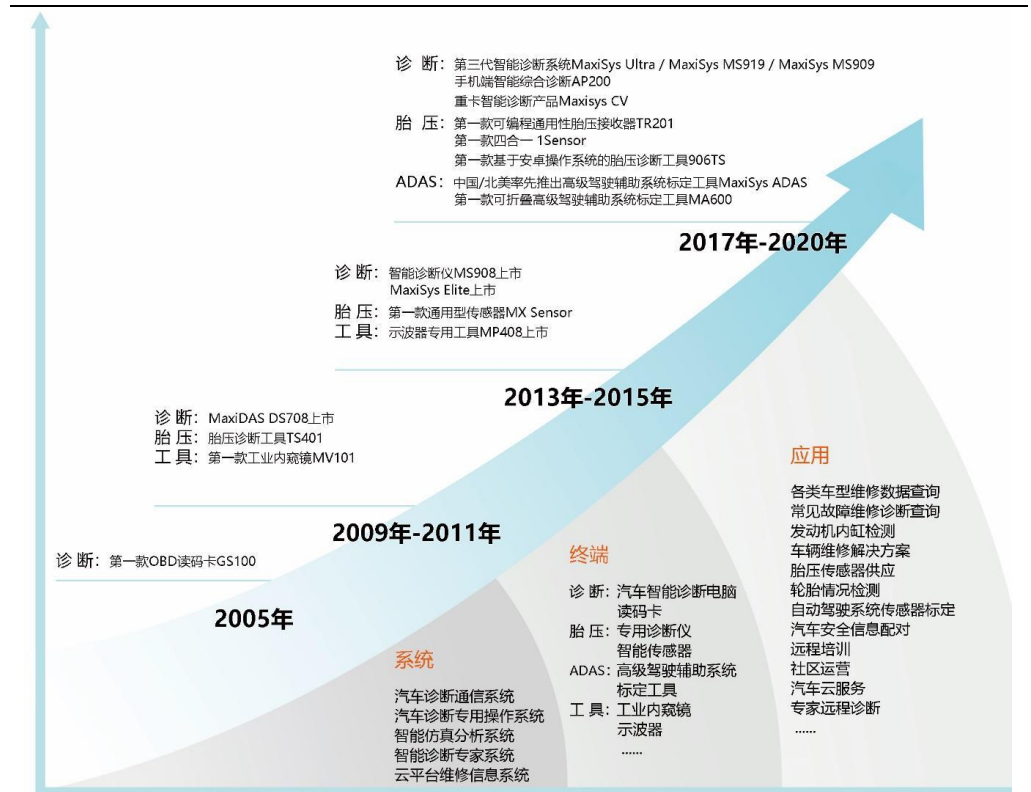 诊 断：第三代智能诊断系统MaxiSys Ultra / MaxiSys MS919 / MaxiSys MS909
手机端智能综合诊断AP200
重卡智能诊断产品Maxisys CV
胎 压：第一款可编程通用性胎压接收器TR201
第一款四合一 1Sensor
第一款基于安卓操作系统的胎压诊断工具906TS
ADAS：中国/北美率先推出高级驾驶辅助系统标定工具MaxiSys ADAS
第一款可折叠高级驾驶辅助系统标定工具MA600
2017年-2020年
诊 断：智能诊断仪MS908上市
MaxiSys Elite上市
胎 压：第一款通用型传感器MX Sensor
工 具：示波器专用工具MP408上市
2013年-2015年
诊 断：MaxiDAS DS708上市
胎 压：胎压诊断工具TS401
工 具：第一款工业内窥镜MV101
2009年-2011年
诊 断：第一款OBD读码卡GS100
2005年
系统
汽车诊断通信系统
汽车诊断专用操作系统
智能仿真分析系统
智能诊断专家系统
云平台维修信息系统
终端
诊 断：汽车智能诊断电脑
读码卡
胎 压：专用诊断仪
智能传感器
ADAS：高级驾驶辅助系统
标定工具
工 具：工业内窥镜
示波器
......
应用
各类车型维修数据查询
常见故障维修诊断查询
发动机内缸检测
车辆维修解决方案
胎压传感器供应
轮胎情况检测
自动驾驶系统传感器标定
汽车安全信息配对
远程培训
社区运营
汽车云服务
专家远程诊断
......